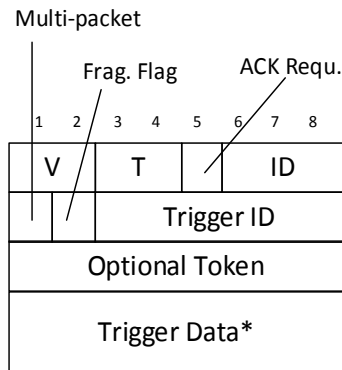 Multi-packet
Frag. Flag
ACK Requ.
1 2 3 4 5 6 7 8
V T ID
Trigger ID
Optional Token
Trigger Data*